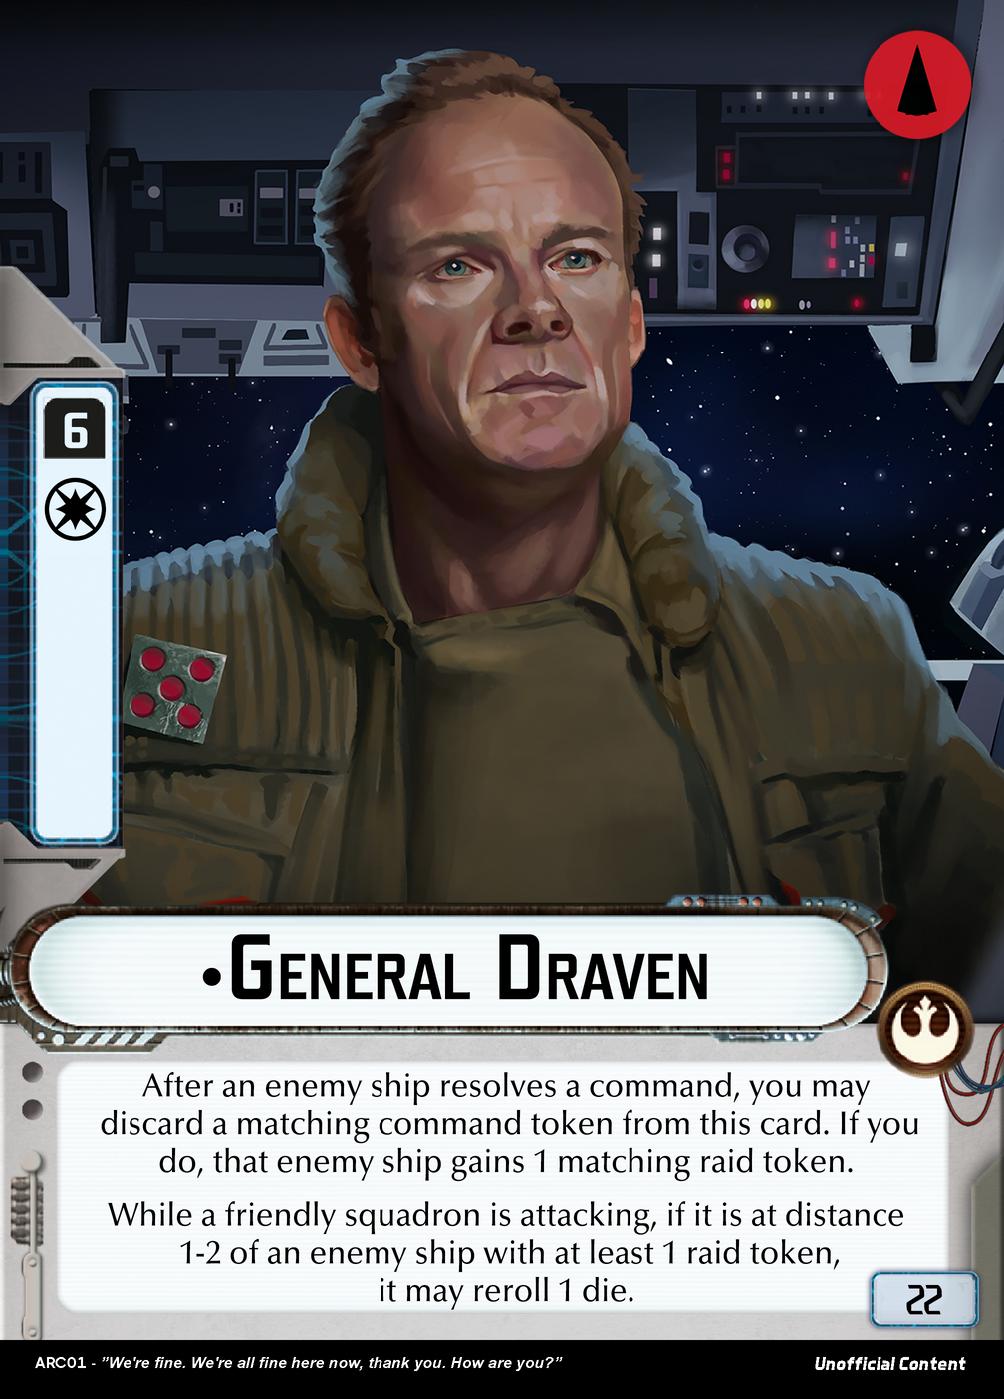 6
•General Draven
After an enemy ship resolves a command, you may
discard a matching command token from this card. If you
do, that enemy ship gains 1 matching raid token.
While a friendly squadron is attacking, if it is at distance
1-2 of an enemy ship with at least 1 raid token,
it may reroll 1 die.
22
ARC01 - "We're fine. We're all fine here now, thank you. How are you?"
Unofficial Content